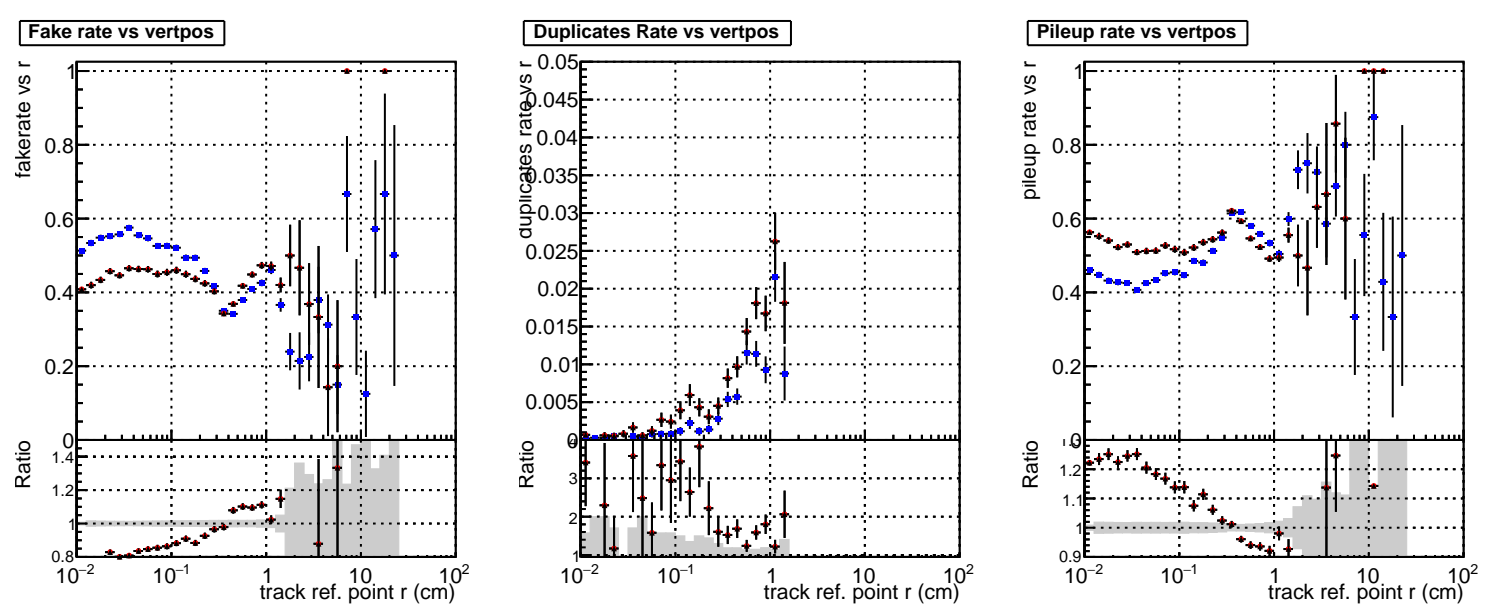 Fake rate vs vertpos
fakerate vs r
1
0.8
0.6
0.4
0.2
0
Ratio
1.4
1.2
1
0.8
10−2 10−1 1 10 102
track ref. point r (cm)
Duplicates Rate vs vertpos
duplicates rate vs r
0.05
0.045
0.04
0.035
0.03
0.025
0.02
0.015
0.01
0.005
0
Ratio
3
2
1
10−2 10−1 1 10 102
track ref. point r (cm)
Pileup rate vs vertpos
pileup rate vs r
1
0.8
0.6
0.4
0.2
0
Ratio
1.2
1.1
1
0.9
10−2 10−1 1 10 102
track ref. point r (cm)